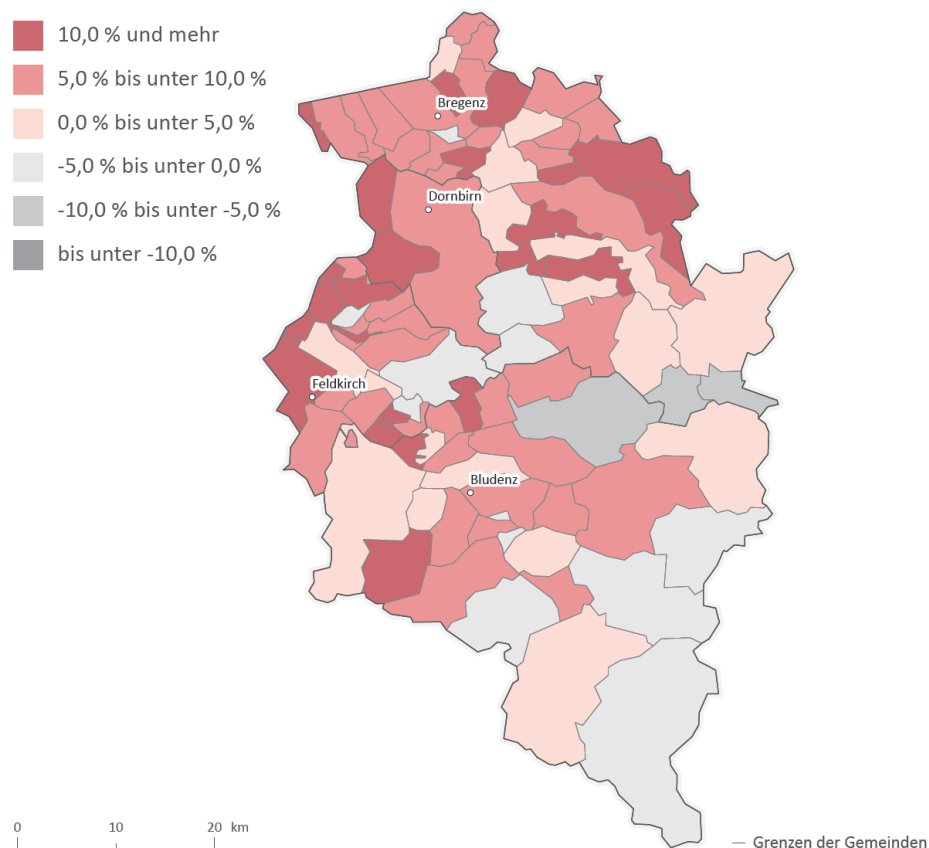 10,0 % und mehr
5,0 % bis unter 10,0 %
0,0 % bis unter 5,0 %
-5,0 % bis unter 0,0 %
-10,0 % bis unter -5,0 %
bis unter -10,0 %
Bregenz
Dornbirn
Feldkirch
Bludenz
0 10 20 km
Grenzen der Gemeinden